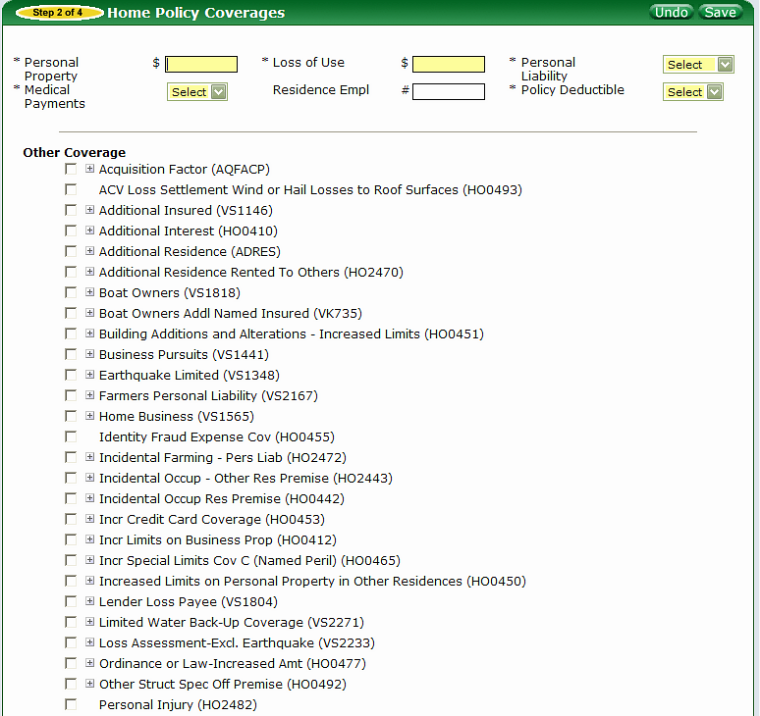 Step 2 of 4 Home Policy Coverages Undo Save
* Personal Property $ * Loss of Use $ * Personal Liability Select
* Medical Payments Select Residence Empl # * Policy Deductible Select
Other Coverage
Acquisition Factor (AQFACP)
ACV Loss Settlement Wind or Hail Losses to Roof Surfaces (HO0493)
Additional Insured (VS1146)
Additional Interest (HO0410)
Additional Residence (ADRES)
Additional Residence Rented To Others (HO2470)
Boat Owners (VS1818)
Boat Owners Addl Named Insured (VK735)
Building Additions and Alterations - Increased Limits (HO0451)
Business Pursuits (VS1441)
Earthquake Limited (VS1348)
Farmers Personal Liability (VS2167)
Home Business (VS1565)
Identity Fraud Expense Cov (HO0455)
Incidental Farming - Pers Liab (HO2472)
Incidental Occup - Other Res Premise (HO2443)
Incidental Occup Res Premise (HO0442)
Incr Credit Card Coverage (HO0453)
Incr Limits on Business Prop (HO0412)
Incr Special Limits Cov C (Named Peril) (HO0465)
Increased Limits on Personal Property in Other Residences (HO0450)
Lender Loss Payee (VS1804)
Limited Water Back-Up Coverage (VS2271)
Loss Assessment-Excl. Earthquake (VS2233)
Ordinance or Law-Increased Amt (HO0477)
Other Struct Spec Off Premise (HO0492)
Personal Injury (HO2482)